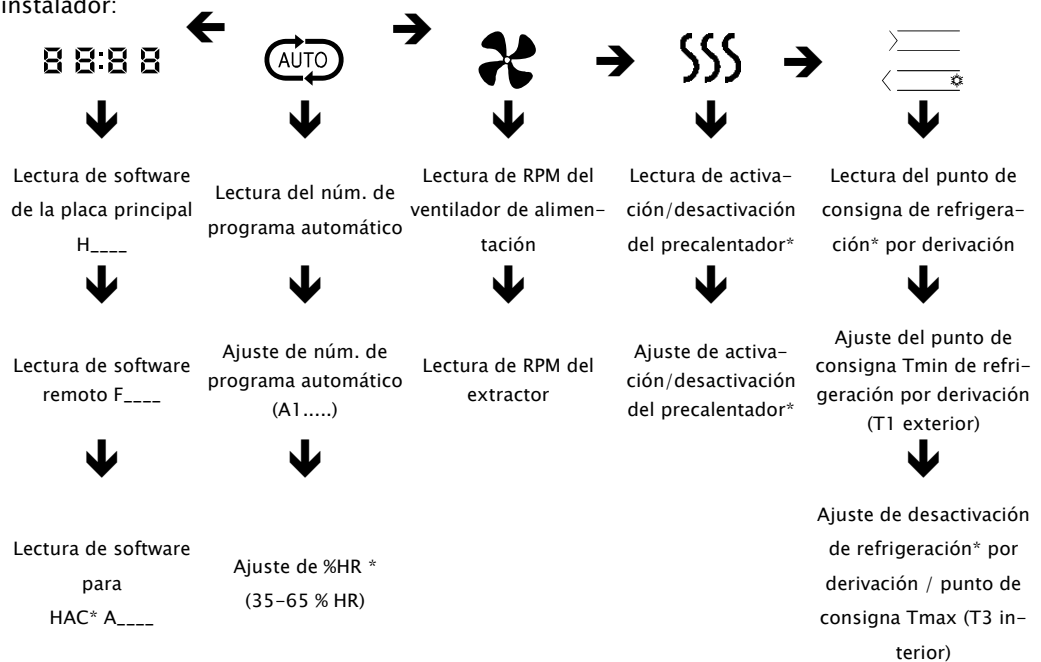 instalador:
88:88
AUTO
Lectura de software
de la placa principal
H____
Lectura de software
remoto F____
Lectura de software
para
HAC* A____
Lectura del núm. de
programa automático
Ajuste de núm. de
programa automático
(A1.....)
Ajuste de %HR *
(35-65 % HR)
Lectura de RPM del
ventilador de alimen-
tación
Lectura de RPM del
extractor
Lectura de activa-
ción/desactivación
del precalentador*
Ajuste de activa-
ción/desactivación
del precalentador*
Lectura del punto de
consigna de refrigera-
ción* por derivación
Ajuste del punto de
consigna Tmin de refri-
geración por derivación
(T1 exterior)
Ajuste de desactivación
de refrigeración* por
derivación / punto de
consigna Tmax (T3 in-
terior)